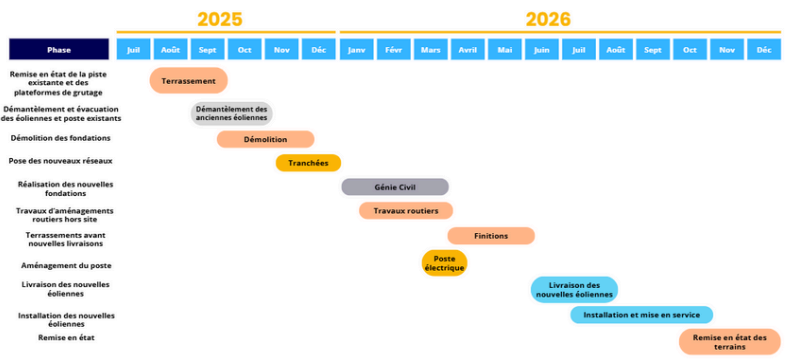 2025
2026
Phase
Juil
Août
Sept
Oct
Nov
Déc
Janv
Févr
Mars
Avril
Mai
Juin
Juil
Août
Sept
Oct
Nov
Déc
Remise en état de la piste
existante et des
plateformes de grutage
Terrassement
Démantèlement et évacuation
des éoliennes et poste existants
Démantèlement des
anciennes éoliennes
Démolition des fondations
Démolition
Pose des nouveaux réseaux
Tranchées
Réalisation des nouvelles
fondations
Génie Civil
Travaux d'aménagements
routiers hors site
Travaux routiers
Terrassements avant
nouvelles livraisons
Finitions
Aménagement du poste
Poste
électrique
Livraison des nouvelles
éoliennes
Livraison des
nouvelles éoliennes
Installation des nouvelles
éoliennes
Installation et mise en service
Remise en état
Remise en état des
terrains